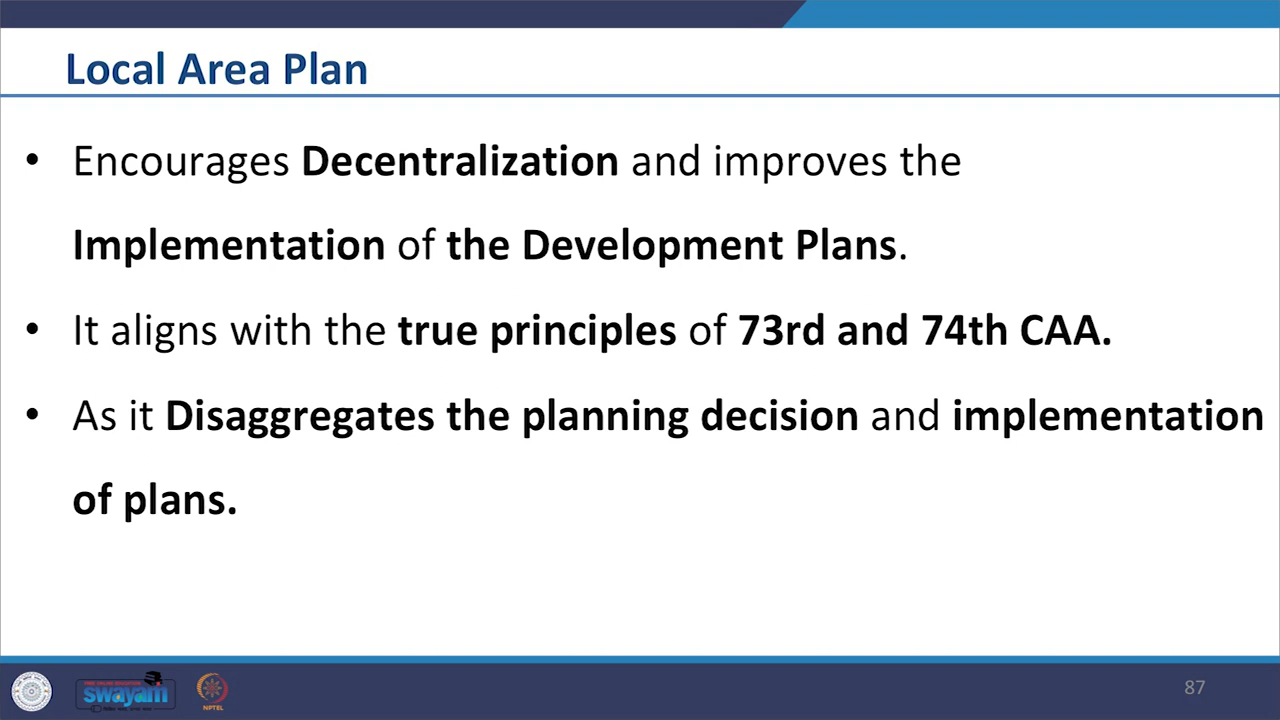 Local Area Plan
• Encourages Decentralization and improves the
Implementation of the Development Plans.
• It aligns with the true principles of 73rd and 74th CAA.
• As it Disaggregates the planning decision and implementation
of plans.
swayam
NPTEL
87